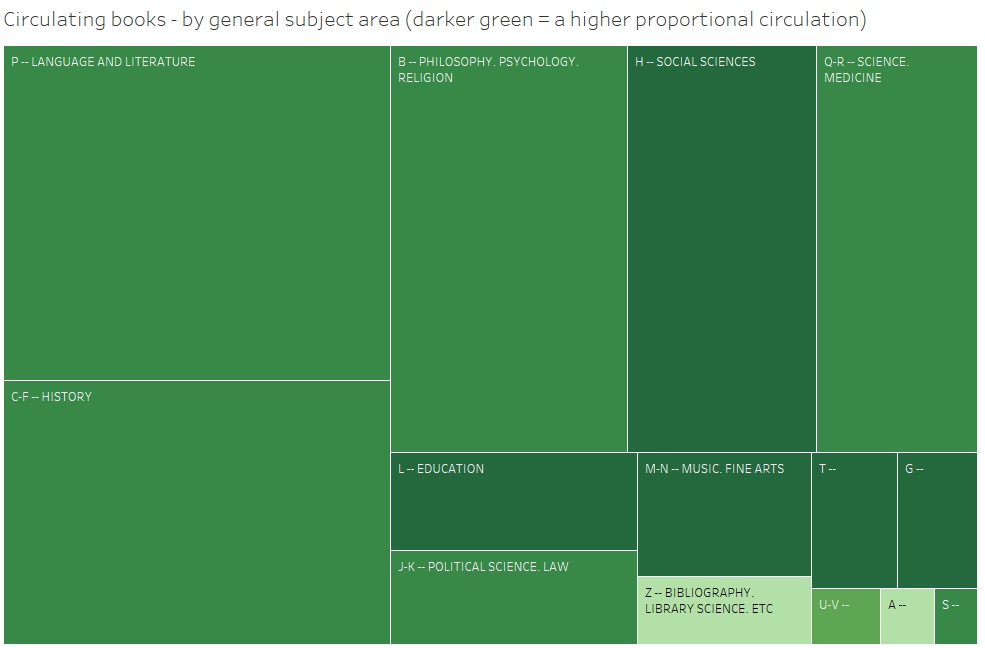 Circulating books - by general subject area (darker green = a higher proportional circulation)
P -- LANGUAGE AND LITERATURE
B -- PHILOSOPHY. PSYCHOLOGY.
RELIGION
H -- SOCIAL SCIENCES
Q-R -- SCIENCE.
MEDICINE
C-F -- HISTORY
L -- EDUCATION
M-N -- MUSIC. FINE ARTS
T --
G --
J-K -- POLITICAL SCIENCE. LAW
Z -- BIBLIOGRAPHY.
LIBRARY SCIENCE. ETC
U-V --
A --
S --